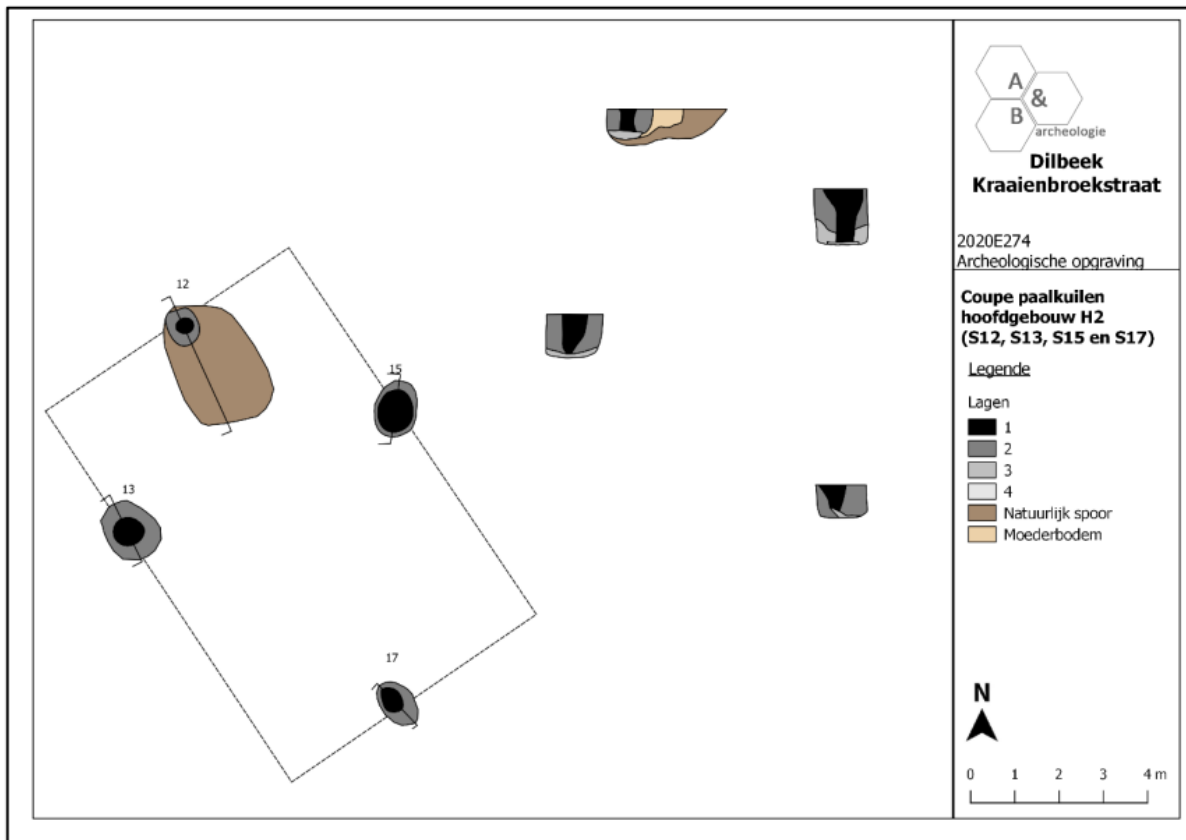 12
15
13
17
A
&
B
archeologie
Dilbeek
Kraaienbroekstraat
2020E274
Archeologische opgraving
Coupe paalkuilen
hoofdgebouw H2
(S12, S13, S15 en S17)
Legende
Lagen
1
2
3
4
Natuurlijk spoor
Moederbodem
N
0 1 2 3 4 m